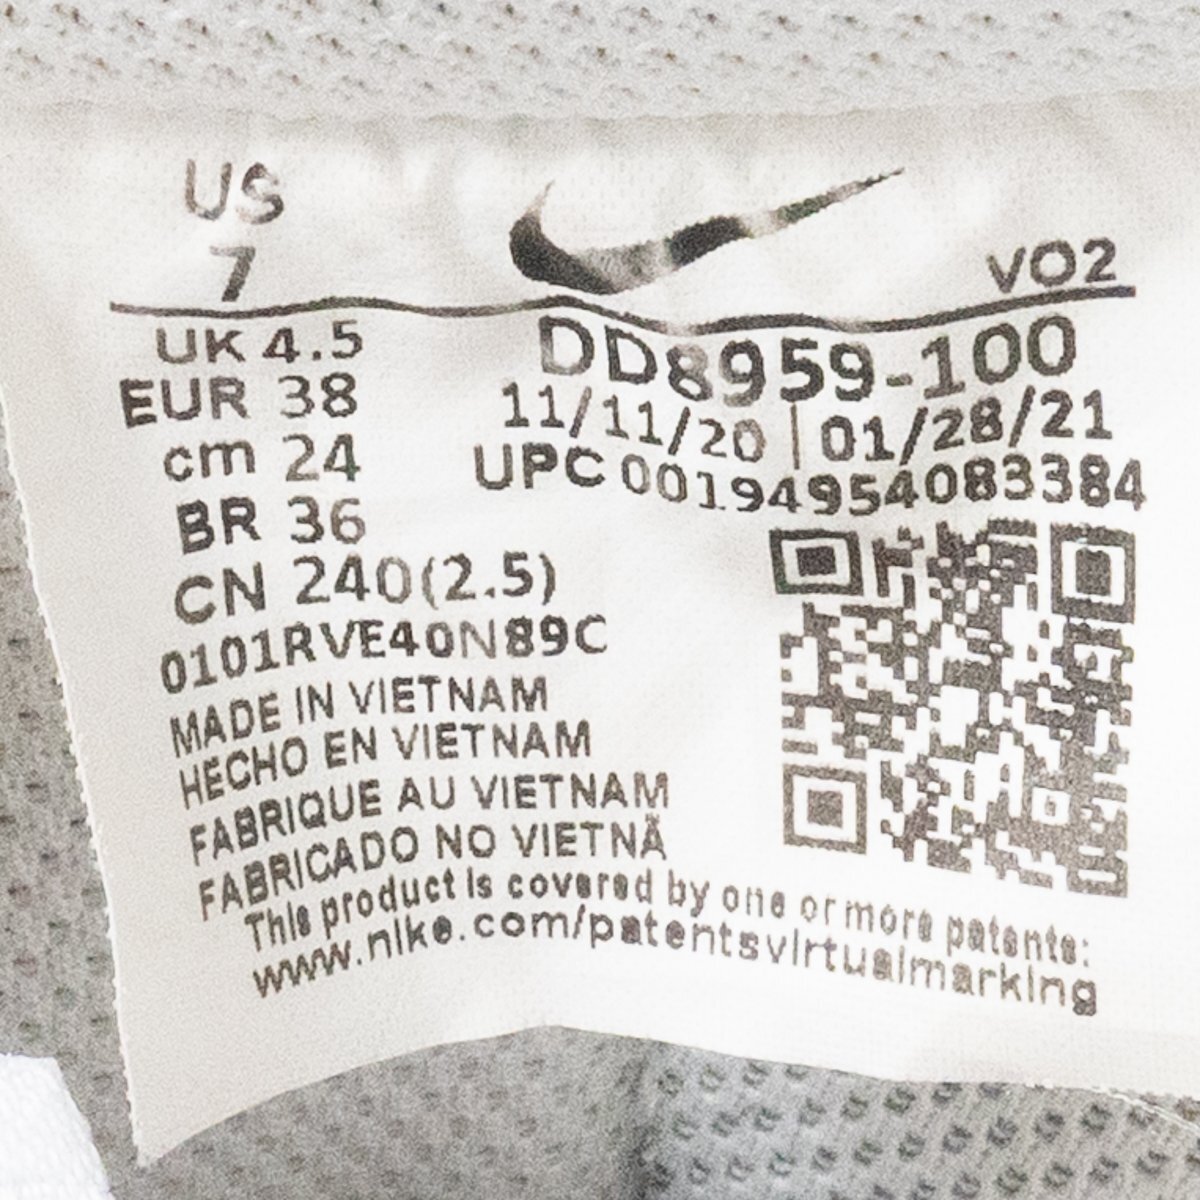 US
7
VO2
UK 4.5
EUR 38
cm 24
BR 36
CN 240(2.5)
DD8959-100
11/11/20 | 01/28/21
UPC 00194954083384
0101RVE40N89C
MADE IN VIETNAM
HECHO EN VIETNAM
FABRIQUE AU VIETNAM
FABRICADO NO VIETNÃ
This product is covered by one or more patents:
www.nike.com/patentsvirtualmarking